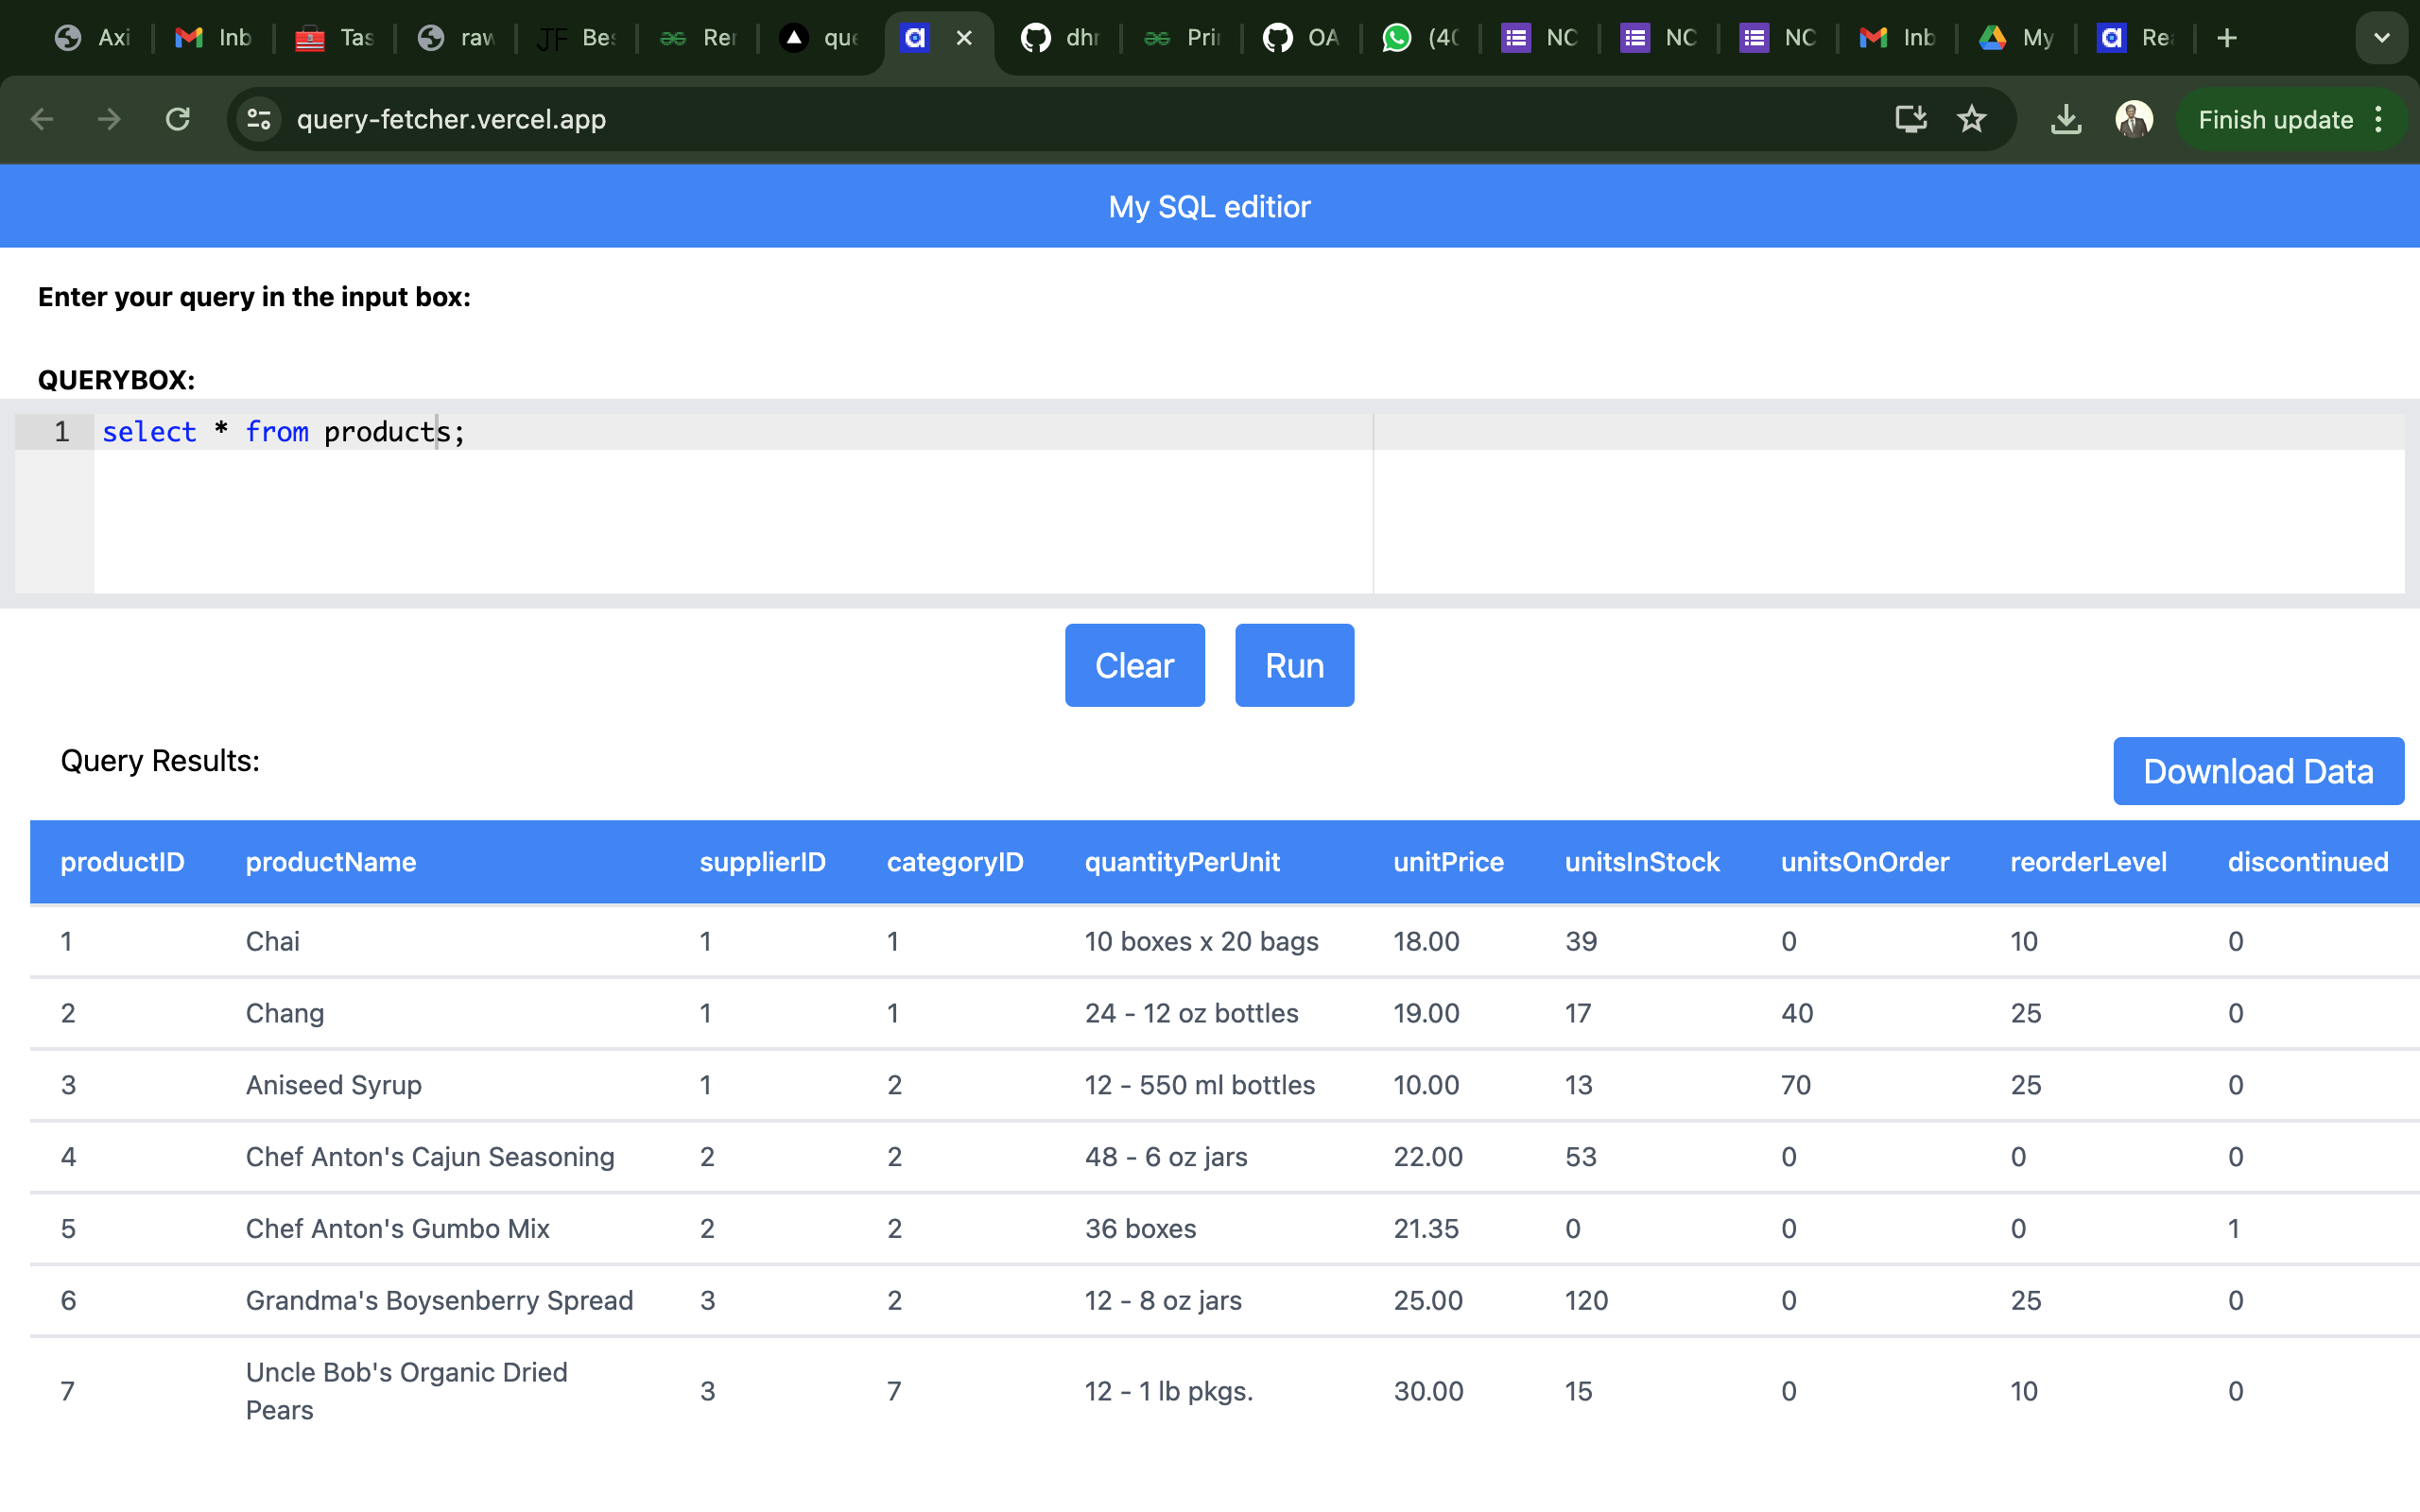 Axi Inb Tas raw JF Bes Rer que dhr Prir OA (40 NC NC NC Inb My Rea
query-fetcher.vercel.app Finish update
My SQL editior
Enter your query in the input box:
QUERYBOX:
1 select * from products;
Clear Run
Query Results: Download Data
productID productName supplierID categoryID quantityPerUnit unitPrice unitsInStock unitsOnOrder reorderLevel discontinued
1 Chai 1 1 10 boxes x 20 bags 18.00 39 0 10 0
2 Chang 1 1 24 - 12 oz bottles 19.00 17 40 25 0
3 Aniseed Syrup 1 2 12 - 550 ml bottles 10.00 13 70 25 0
4 Chef Anton's Cajun Seasoning 2 2 48 - 6 oz jars 22.00 53 0 0 0
5 Chef Anton's Gumbo Mix 2 2 36 boxes 21.35 0 0 0 1
6 Grandma's Boysenberry Spread 3 2 12 - 8 oz jars 25.00 120 0 25 0
7 Uncle Bob's Organic Dried Pears 3 7 12 - 1 lb pkgs. 30.00 15 0 10 0